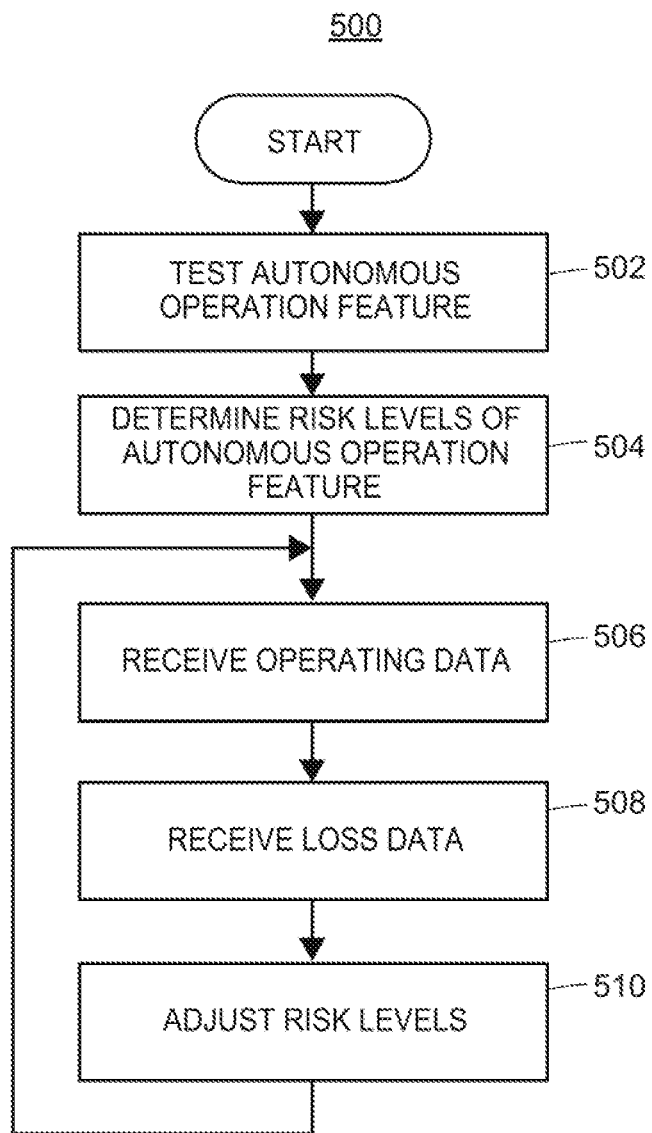 500
START
TEST AUTONOMOUS
OPERATION FEATURE
502
DETERMINE RISK LEVELS OF
AUTONOMOUS OPERATION
FEATURE
504
RECEIVE OPERATING DATA
506
RECEIVE LOSS DATA
508
ADJUST RISK LEVELS
510